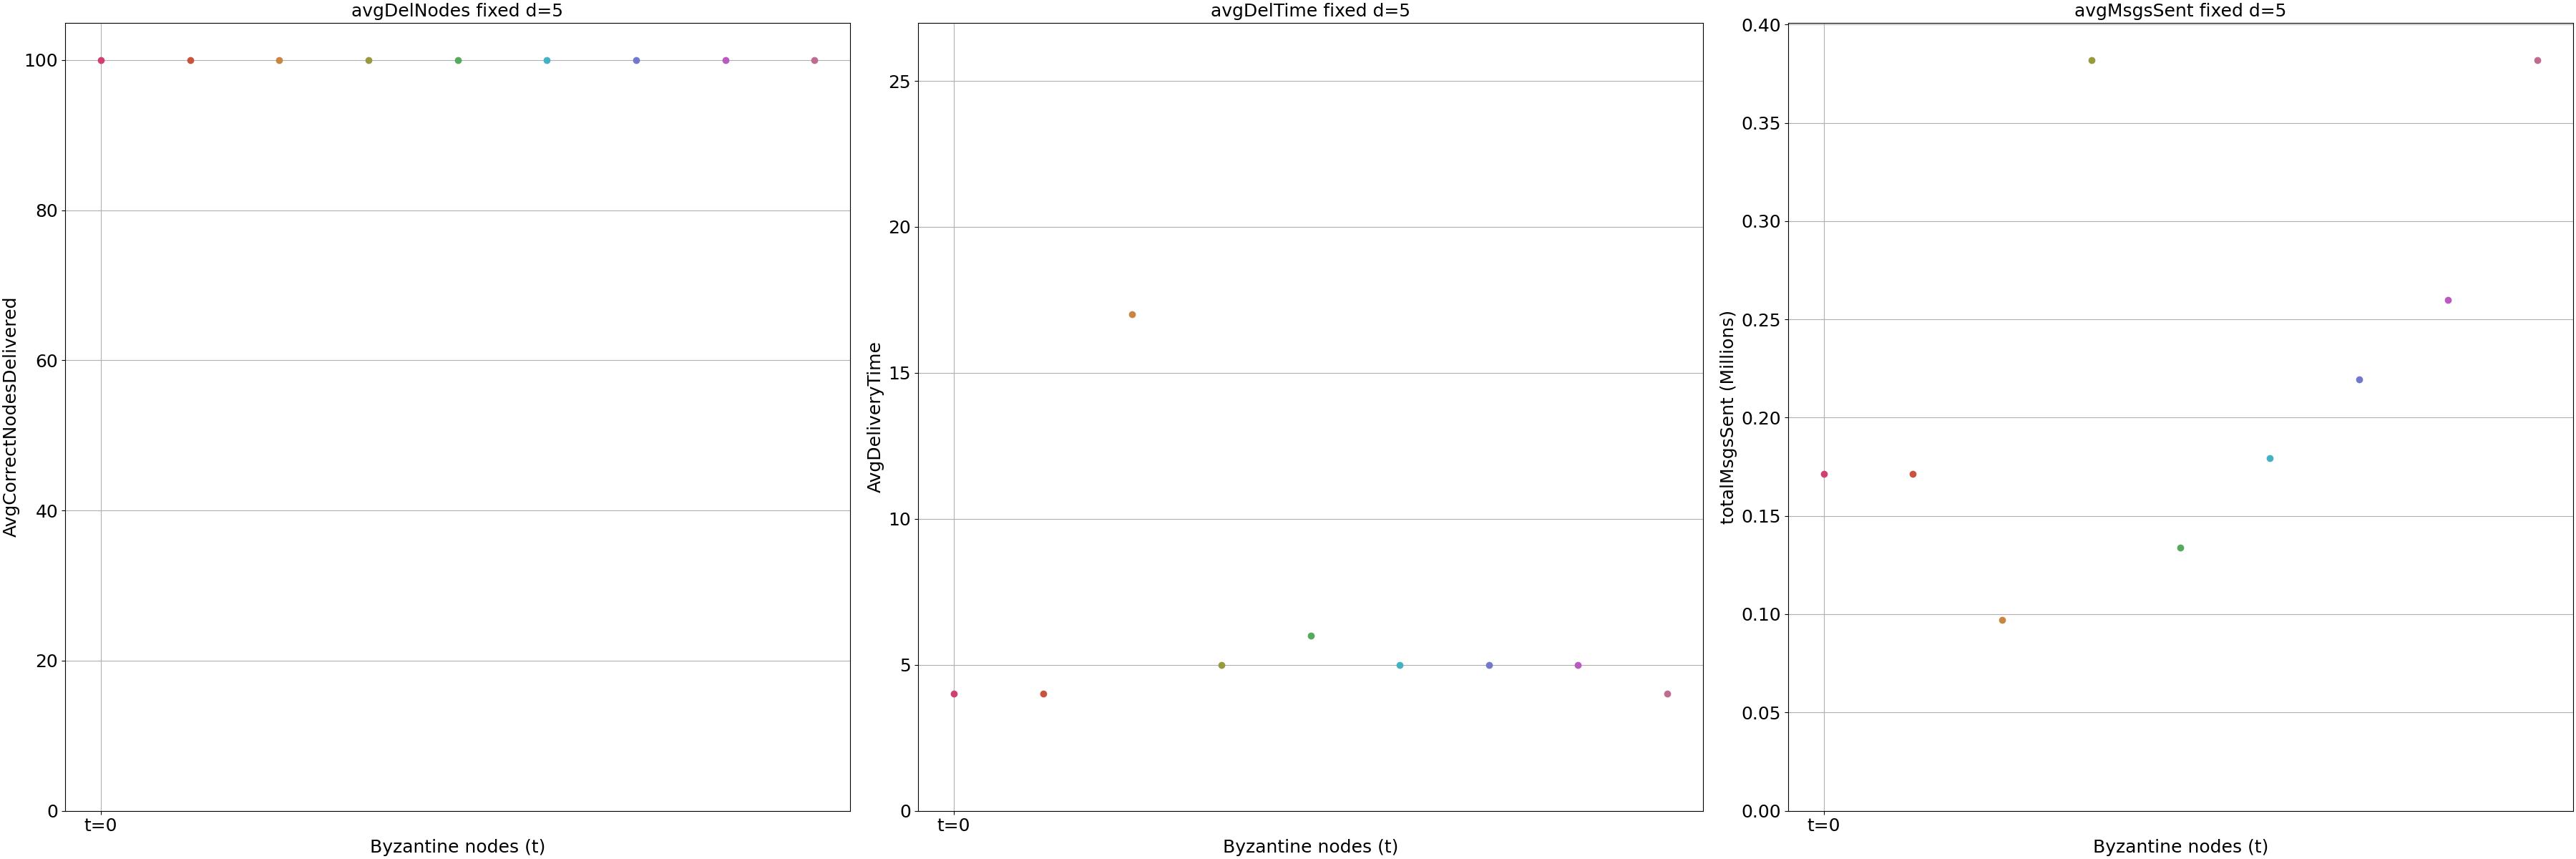 avgDelNodes fixed d=5
100
80
60
40
20
0
AvgCorrectNodesDelivered
t=0
Byzantine nodes (t)
avgDelTime fixed d=5
25
20
15
10
5
0
AvgDeliveryTime
t=0
Byzantine nodes (t)
avgMsgsSent fixed d=5
0.40
0.35
0.30
0.25
0.20
0.15
0.10
0.05
0.00
totalMsgsSent (Millions)
t=0
Byzantine nodes (t)